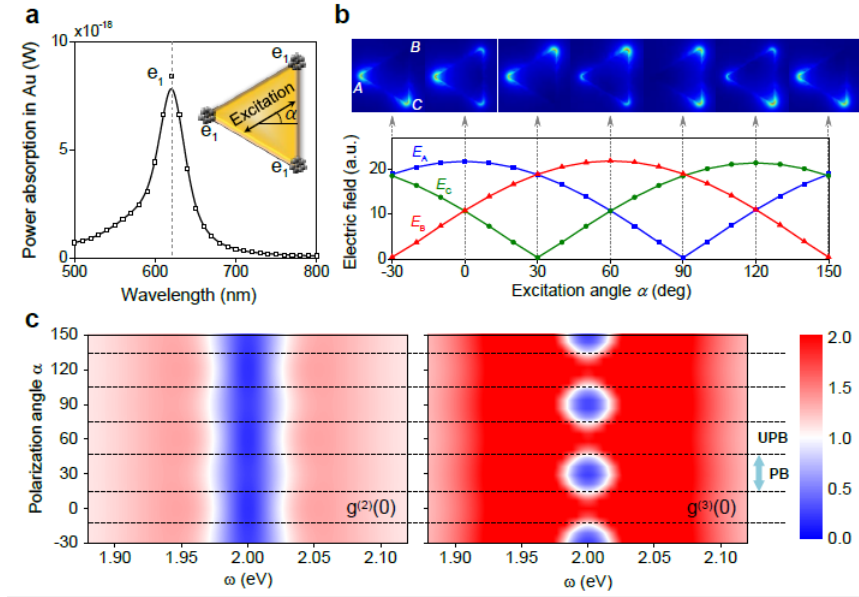 a
×10⁻¹⁸
Power absorption in Au (W)
10
5
0
500
600
700
800
Wavelength (nm)
e₁
e₁
e₁
e₁
Excitation
α
b
A
B
C
Electric field (a.u.)
20
10
0
E_A
E_C
E_B
-30
0
30
60
90
120
150
Excitation angle α (deg)
c
Polarization angle α
150
120
90
60
30
0
-30
g⁽²⁾(0)
1.90
1.95
2.00
2.05
2.10
ω (eV)
g⁽³⁾(0)
1.90
1.95
2.00
2.05
2.10
ω (eV)
UPB
PB
2.0
1.5
1.0
0.5
0.0